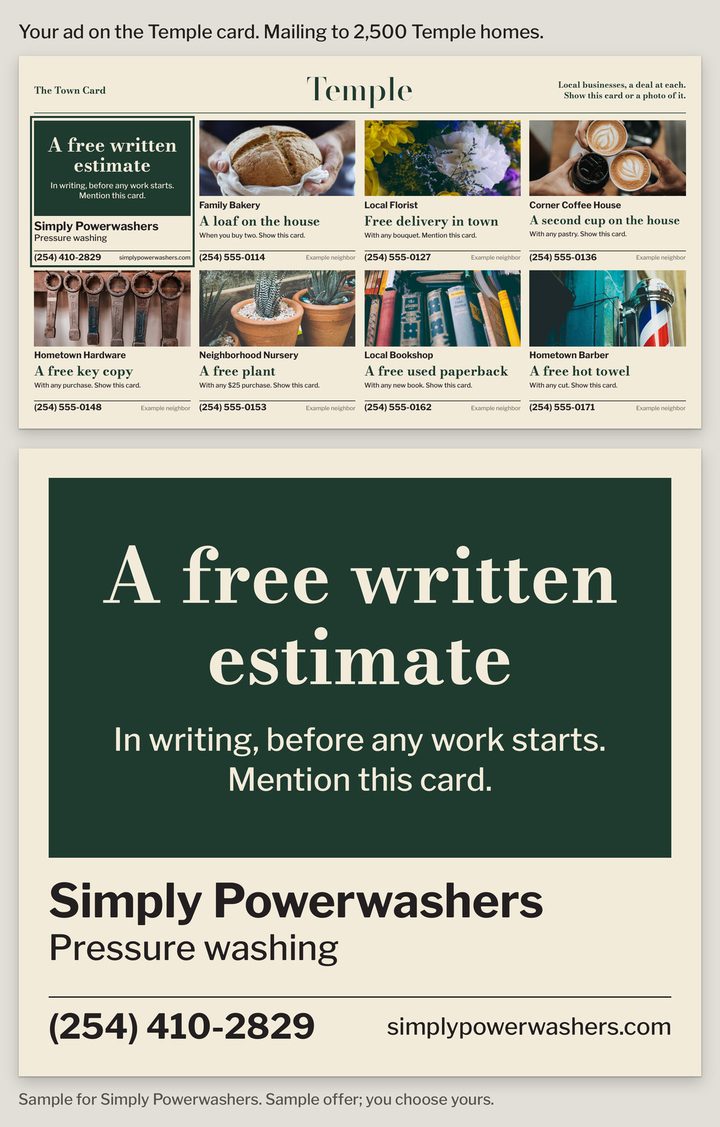 Your ad on the Temple card. Mailing to 2,500 Temple homes.
The Town Card
Temple
Local businesses, a deal at each.
Show this card or a photo of it.
A free written
estimate
In writing, before any work starts.
Mention this card.
Simply Powerwashers
Pressure washing
(254) 410-2829 simplypowerwashers.com
Family Bakery
A loaf on the house
When you buy two. Show this card.
(254) 555-0114 Example neighbor
Local Florist
Free delivery in town
With any bouquet. Mention this card.
(254) 555-0127 Example neighbor
Corner Coffee House
A second cup on the house
With any pastry. Show this card.
(254) 555-0136 Example neighbor
Hometown Hardware
A free key copy
With any purchase. Show this card.
(254) 555-0148 Example neighbor
Neighborhood Nursery
A free plant
With any $25 purchase. Show this card.
(254) 555-0153 Example neighbor
Local Bookshop
A free used paperback
With any new book. Show this card.
(254) 555-0162 Example neighbor
Hometown Barber
A free hot towel
With any cut. Show this card.
(254) 555-0171 Example neighbor
A free written
estimate
In writing, before any work starts.
Mention this card.
Simply Powerwashers
Pressure washing
(254) 410-2829 simplypowerwashers.com
Sample for Simply Powerwashers. Sample offer; you choose yours.